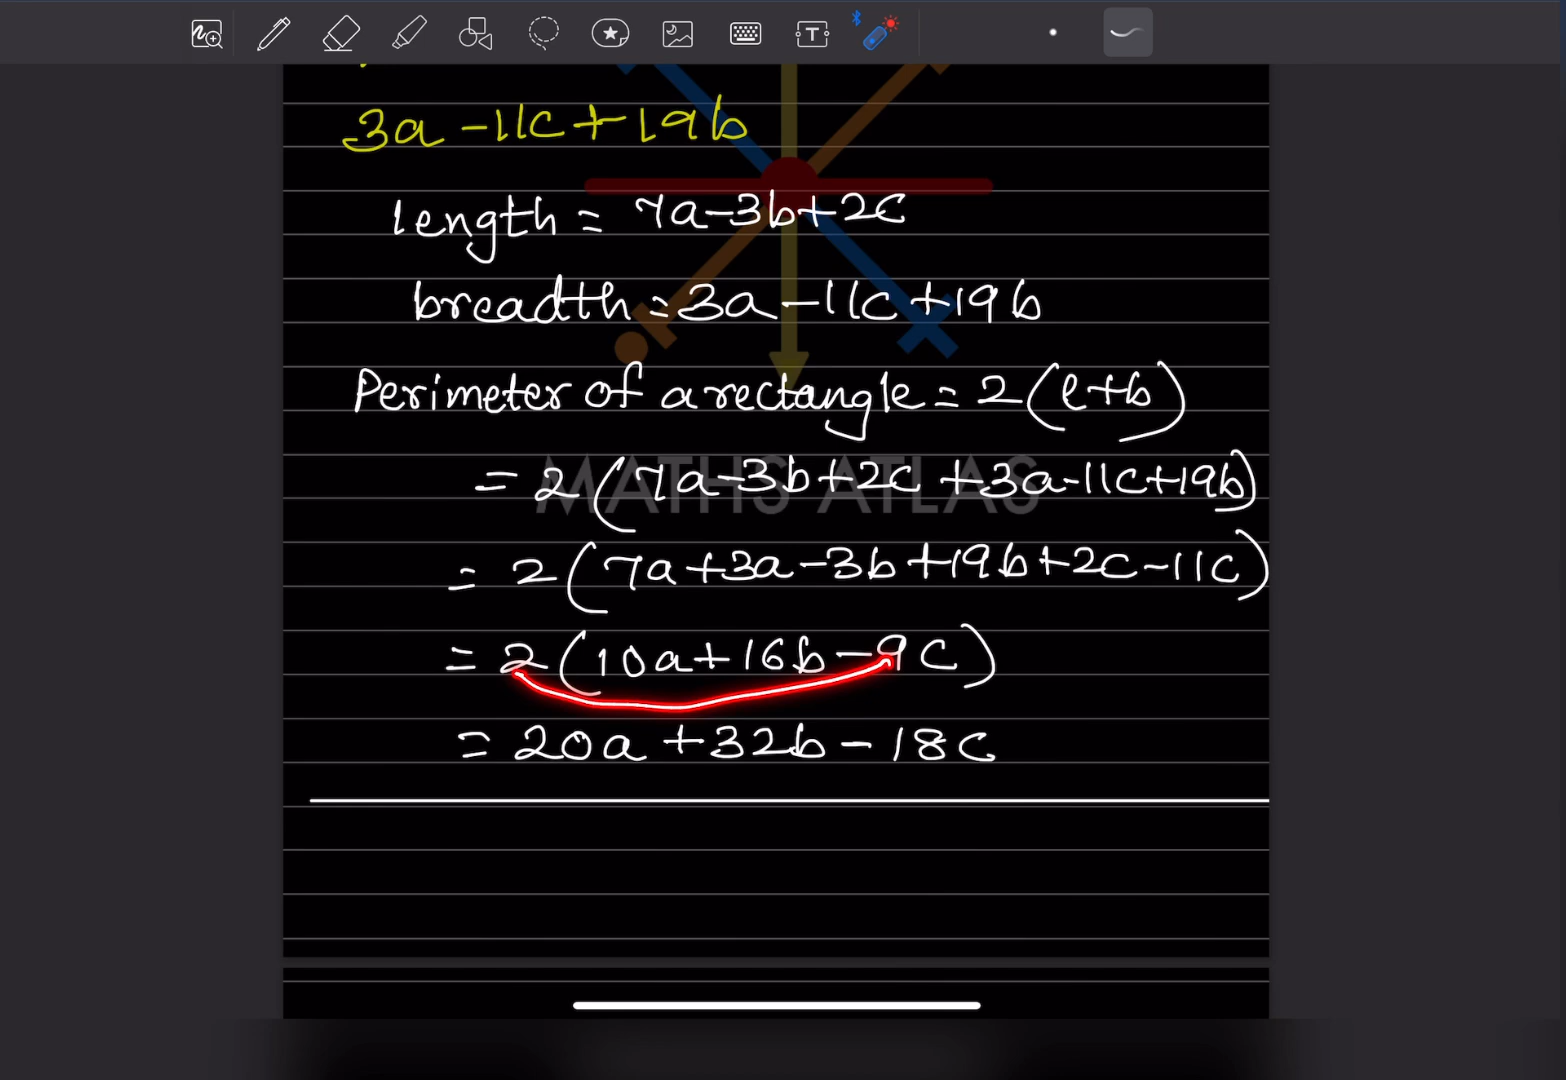 3a-11c+19b
length = 7a-3b+2c
breadth = 3a-11c+19b
Perimeter of a rectangle = 2(l+b)
= 2(7a-3b+2c+3a-11c+19b)
MATHS ATLAS
= 2(7a+3a-3b+19b+2c-11c)
= 2(10a+16b-9c)
= 20a+32b-18c